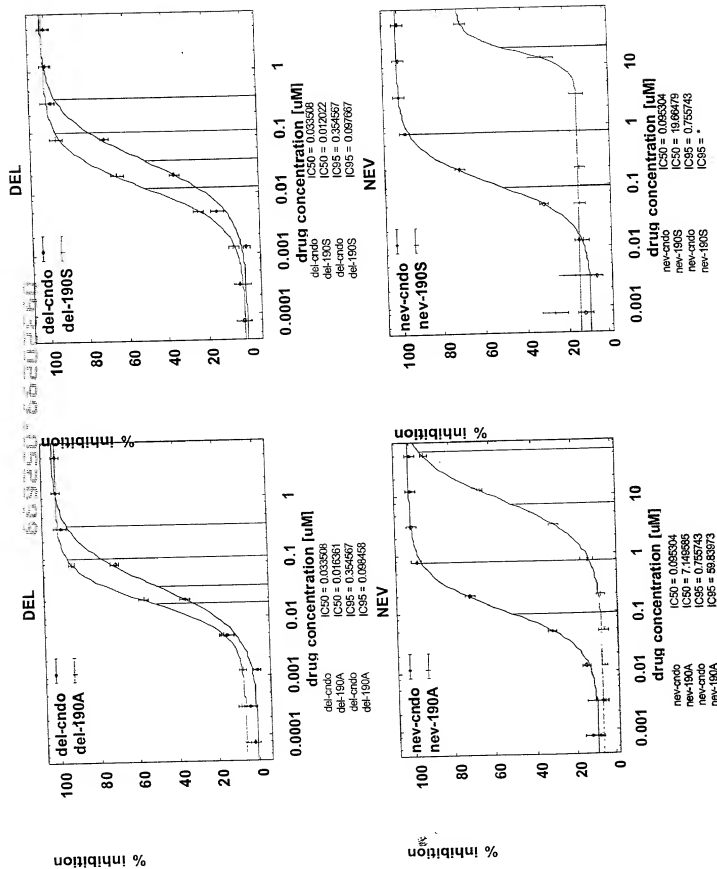 DEL
del-cndo
del-190A
100
80
60
40
20
0
% inhibition
0.0001
0.001
0.01
0.1
1
drug concentration [uM]
del-cndo IC50 = 0.033508
del-190A IC50 = 0.016361
del-cndo IC95 = 0.354567
del-190A IC95 = 0.098458
DEL
del-cndo
del-190S
100
80
60
40
20
0
% inhibition
0.0001
0.001
0.01
0.1
1
drug concentration [uM]
del-cndo IC50 = 0.033508
del-190S IC50 = 0.012022
del-cndo IC95 = 0.354567
del-190S IC95 = 0.097667
NEV
nev-cndo
nev-190A
100
80
60
40
20
0
% inhibition
0.001
0.01
0.1
1
10
drug concentration [uM]
nev-cndo IC50 = 0.095304
nev-190A IC50 = 7.149585
nev-cndo IC95 = 0.755743
nev-190A IC95 = 59.83973
NEV
nev-cndo
nev-190S
100
80
60
40
20
0
% inhibition
0.001
0.01
0.1
1
10
drug concentration [uM]
nev-cndo IC50 = 0.095304
nev-190S IC50 = 19.66479
nev-cndo IC95 = 0.755743
nev-190S IC95 = *